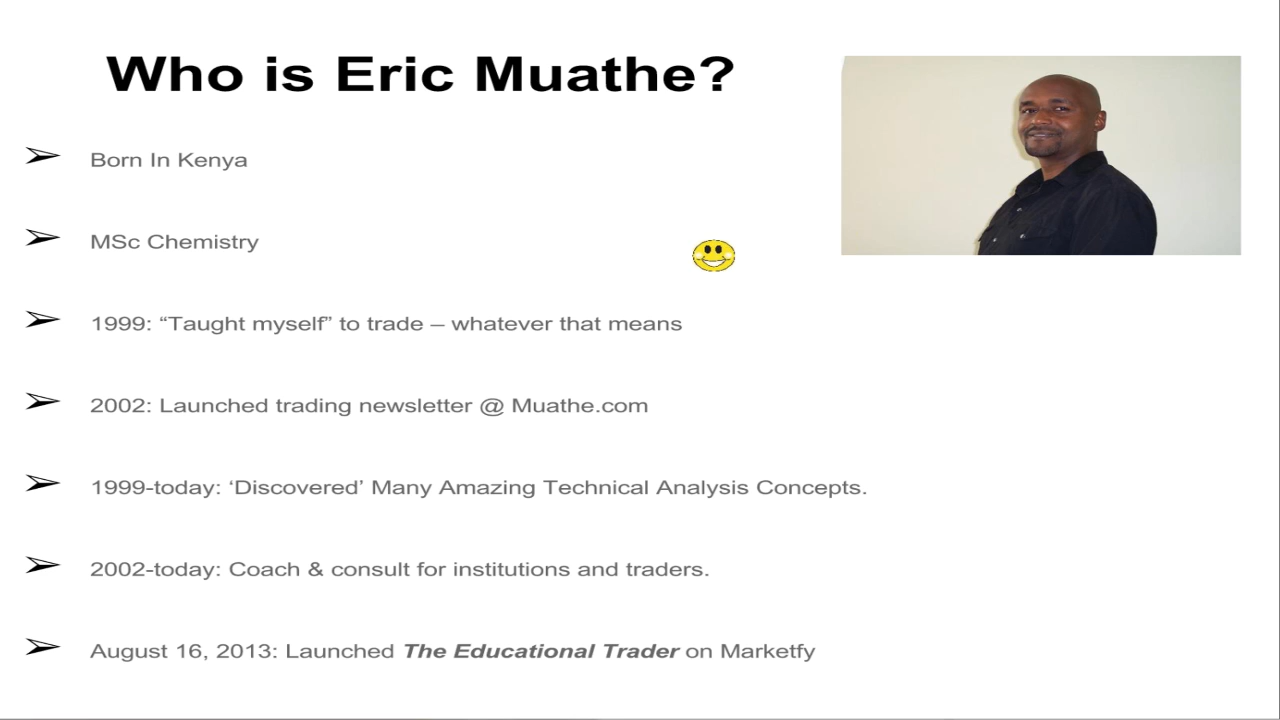 Who is Eric Muathe?
Born In Kenya
MSc Chemistry
1999: “Taught myself” to trade – whatever that means
2002: Launched trading newsletter @ Muathe.com
1999-today: ‘Discovered’ Many Amazing Technical Analysis Concepts.
2002-today: Coach & consult for institutions and traders.
August 16, 2013: Launched The Educational Trader on Marketfy